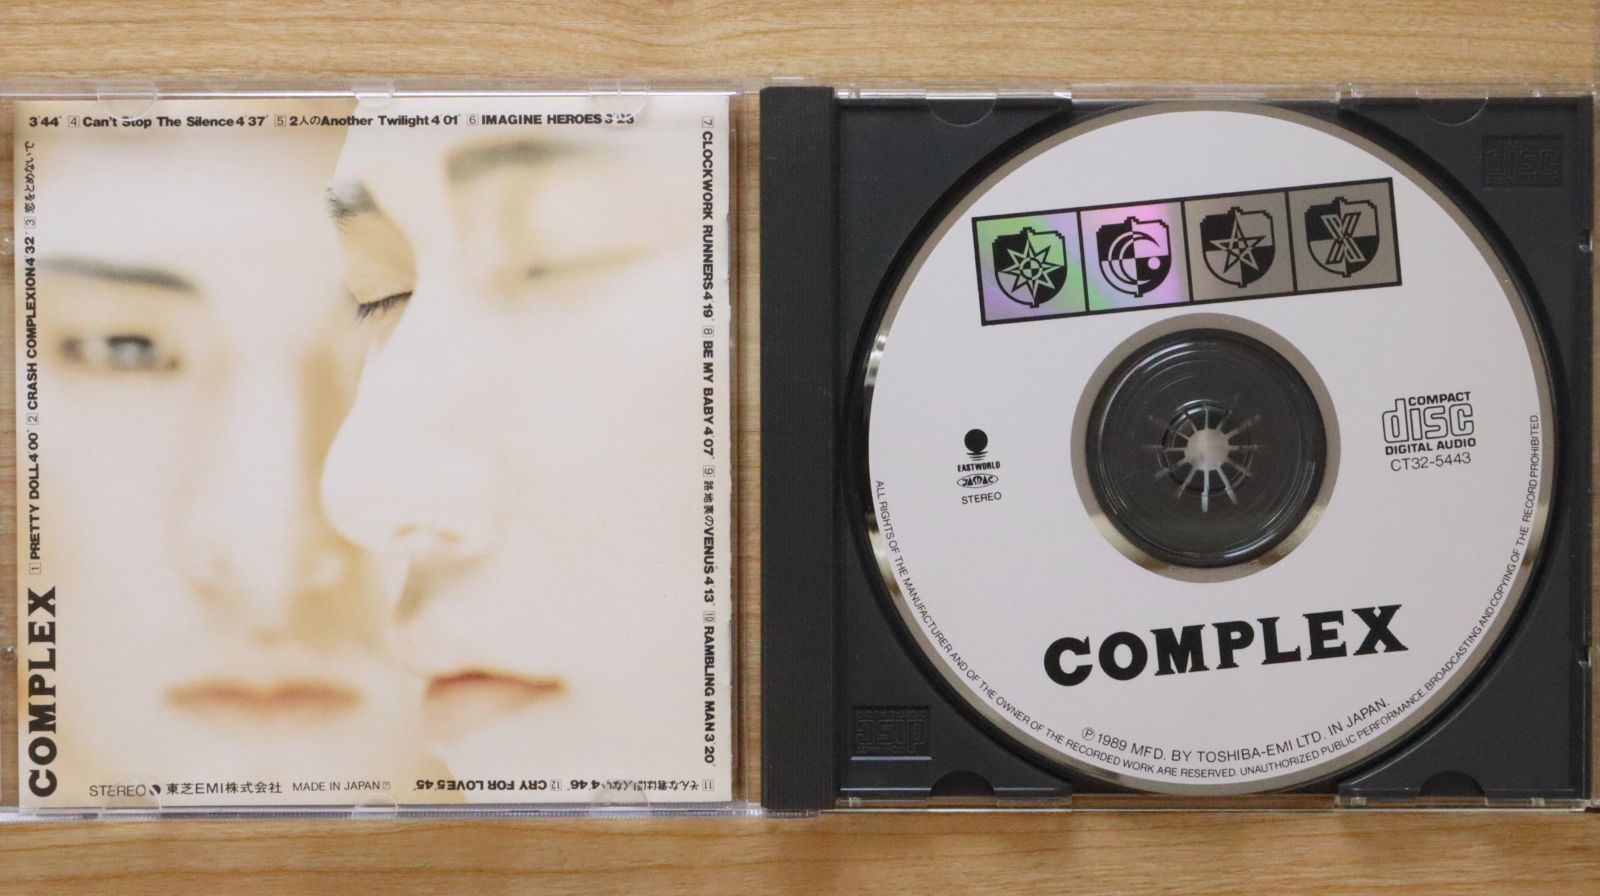 COMPLEX
1 PRETTY DOLL 4'00" 2 CRASH COMPLEXION 4'32" 3 恋をとめないで
3'44" 4 Can't Stop The Silence 4'37" 5 2人のAnother Twilight 4'01" 6 IMAGINE HEROES 3'23"
7 CLOCKWORK RUNNERS 4'19" 8 BE MY BABY 4'07" 9 路地裏のVENUS 4'13" 10 RAMBLING MAN 3'20"
11 そんな君はほしくない 4'46" 12 CRY FOR LOVE 5'45"
STEREO 東芝EMI株式会社 MADE IN JAPAN Ⓟ
disc
EASTWORLD
JASRAC
STEREO
COMPACT
disc
DIGITAL AUDIO
CT32-5443
COMPLEX
Ⓟ 1989 MFD. BY TOSHIBA-EMI LTD. IN JAPAN.
ALL RIGHTS OF THE MANUFACTURER AND OF THE OWNER OF THE RECORDED WORK ARE RESERVED. UNAUTHORIZED PUBLIC PERFORMANCE, BROADCASTING AND COPYING OF THE RECORD PROHIBITED.